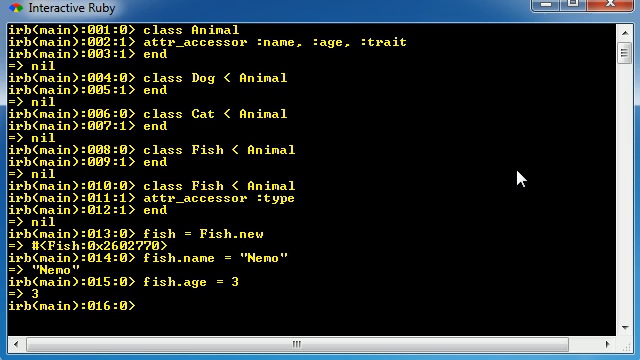 Interactive Ruby
irb(main):001:0> class Animal
irb(main):002:1> attr_accessor :name, :age, :trait
irb(main):003:1> end
=> nil
irb(main):004:0> class Dog < Animal
irb(main):005:1> end
=> nil
irb(main):006:0> class Cat < Animal
irb(main):007:1> end
=> nil
irb(main):008:0> class Fish < Animal
irb(main):009:1> end
=> nil
irb(main):010:0> class Fish < Animal
irb(main):011:1> attr_accessor :type
irb(main):012:1> end
=> nil
irb(main):013:0> fish = Fish.new
=> #<Fish:0x2602770>
irb(main):014:0> fish.name = "Nemo"
=> "Nemo"
irb(main):015:0> fish.age = 3
=> 3
irb(main):016:0>